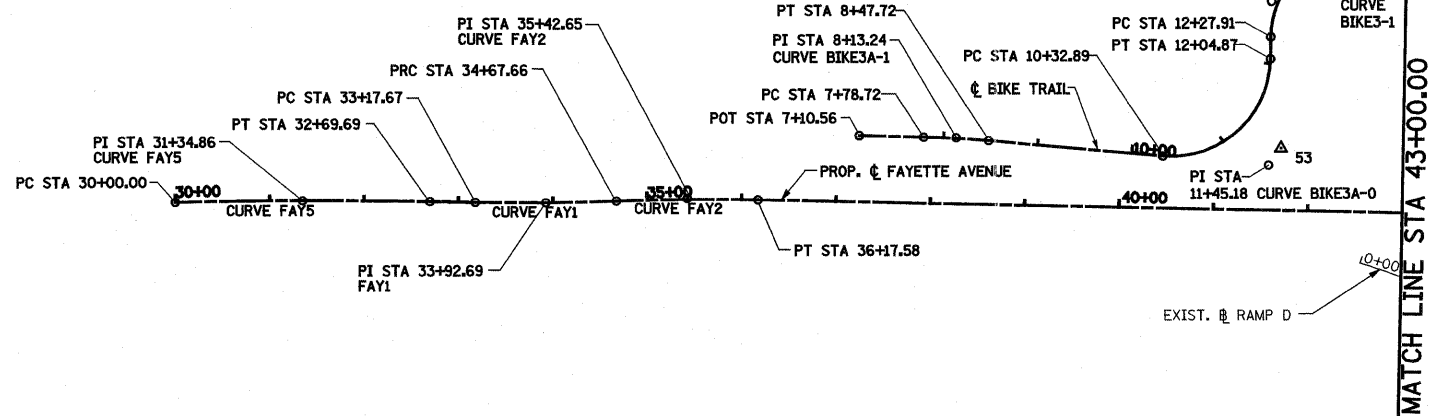 PI STA 35+42.65
CURVE FAY2
PT STA 8+47.72
CURVE
BIKE3-1
PC STA 12+27.91
PI STA 8+13.24
CURVE BIKE3A-1
PT STA 12+04.87
PC STA 10+32.89
PRC STA 34+67.66
℄ BIKE TRAIL
PC STA 7+78.72
PC STA 33+17.67
POT STA 7+10.56
PT STA 32+69.69
PI STA 31+34.86
CURVE FAY5
10+00
53
PROP. ℄ FAYETTE AVENUE
PI STA
11+45.18 CURVE BIKE3A-0
PC STA 30+00.00
30+00
35+00
40+00
CURVE FAY5
CURVE FAY1
CURVE FAY2
PT STA 36+17.58
PI STA 33+92.69
FAY1
0+00
EXIST. B RAMP D
MATCH LINE STA 43+00.00